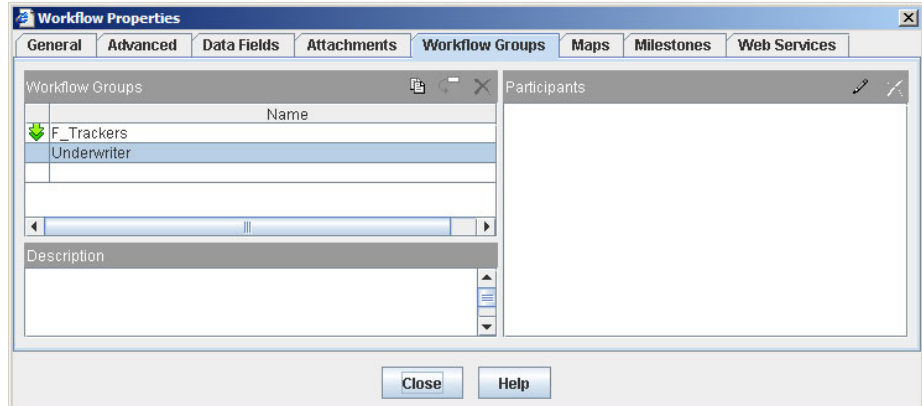 Workflow Properties
General Advanced Data Fields Attachments Workflow Groups Maps Milestones Web Services
Workflow Groups
Name
F_Trackers
Underwriter
Description
Participants
Close Help